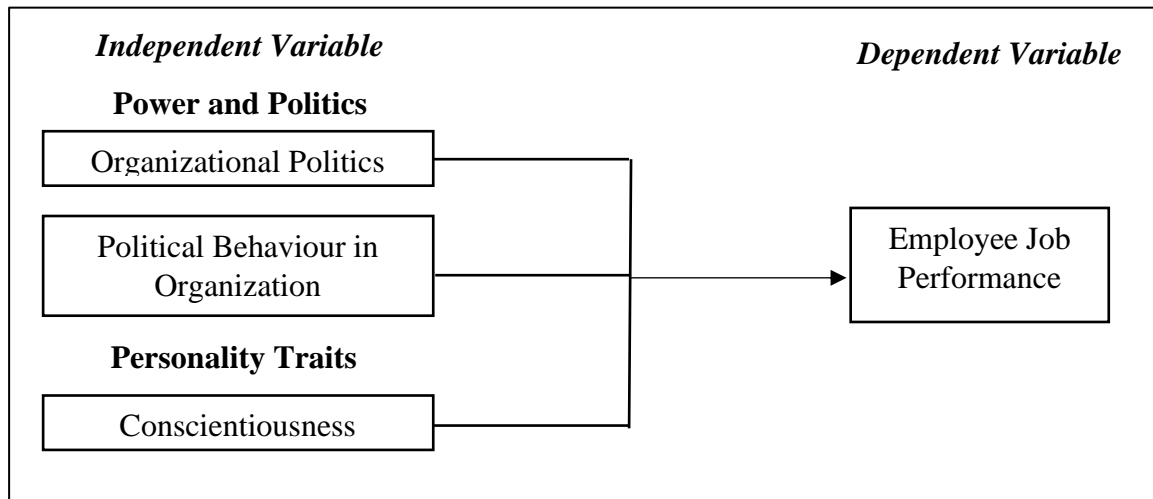 Independent Variable
Dependent Variable
Power and Politics
Organizational Politics
Political Behaviour in
Organization
Employee Job
Performance
Personality Traits
Conscientiousness